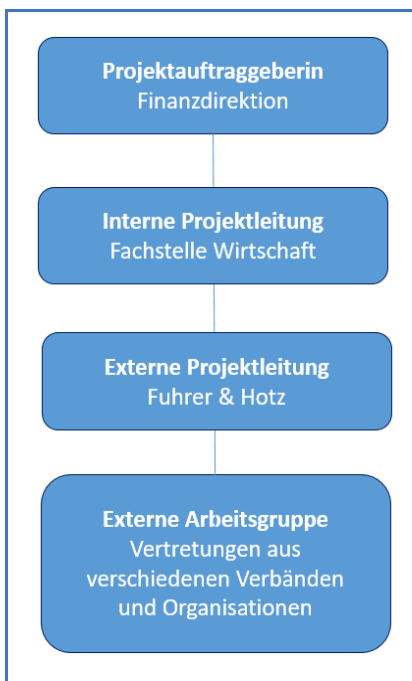 Projektauftraggeberin
Finanzdirektion
Interne Projektleitung
Fachstelle Wirtschaft
Externe Projektleitung
Fuhrer & Hotz
Externe Arbeitsgruppe
Vertretungen aus
verschiedenen Verbänden
und Organisationen